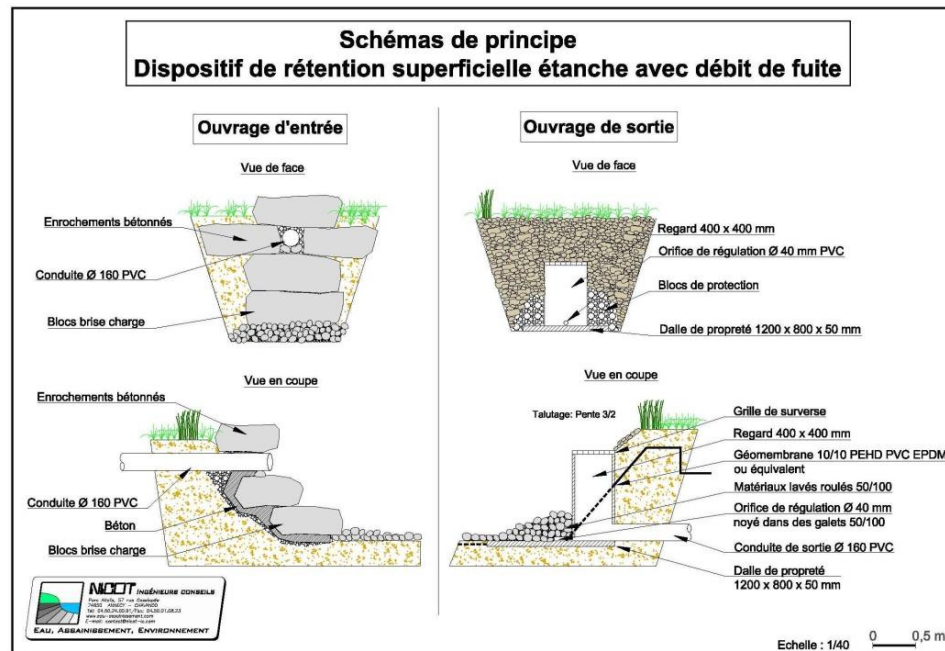 Schémas de principe
Dispositif de rétention superficielle étanche avec débit de fuite
Ouvrage d'entrée
Vue de face
Enrochements bétonnés
Conduite Ø 160 PVC
Blocs brise charge
Vue en coupe
Enrochements bétonnés
Conduite Ø 160 PVC
Béton
Blocs brise charge
Ouvrage de sortie
Vue de face
Regard 400 x 400 mm
Orifice de régulation Ø 40 mm PVC
Blocs de protection
Dalle de propreté 1200 x 800 x 50 mm
Vue en coupe
Talutage: Pente 3/2
Grille de surverse
Regard 400 x 400 mm
Géomembrane 10/10 PEHD PVC EPDM
ou équivalent
Matériaux lavés roulés 50/100
Orifice de régulation Ø 40 mm
noyé dans des galets 50/100
Conduite de sortie Ø 160 PVC
Dalle de propreté
1200 x 800 x 50 mm
NICOT INGÉNIEURS CONSEILS
EAU, ASSAINISSEMENT, ENVIRONNEMENT
Echelle : 1/40
0 0,5 m